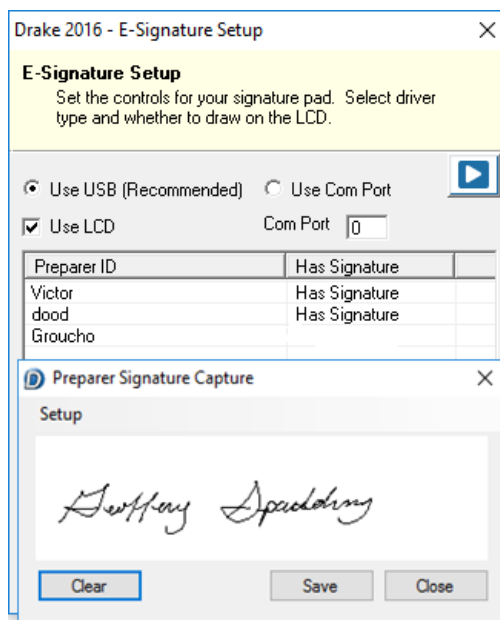 Drake 2016 - E-Signature Setup
E-Signature Setup
Set the controls for your signature pad. Select driver
type and whether to draw on the LCD.
Use USB (Recommended) Use Com Port
Use LCD Com Port 0
Preparer ID Has Signature
Victor Has Signature
dood Has Signature
Groucho
Preparer Signature Capture
Setup
Geoffery Spaulding
Clear Save Close